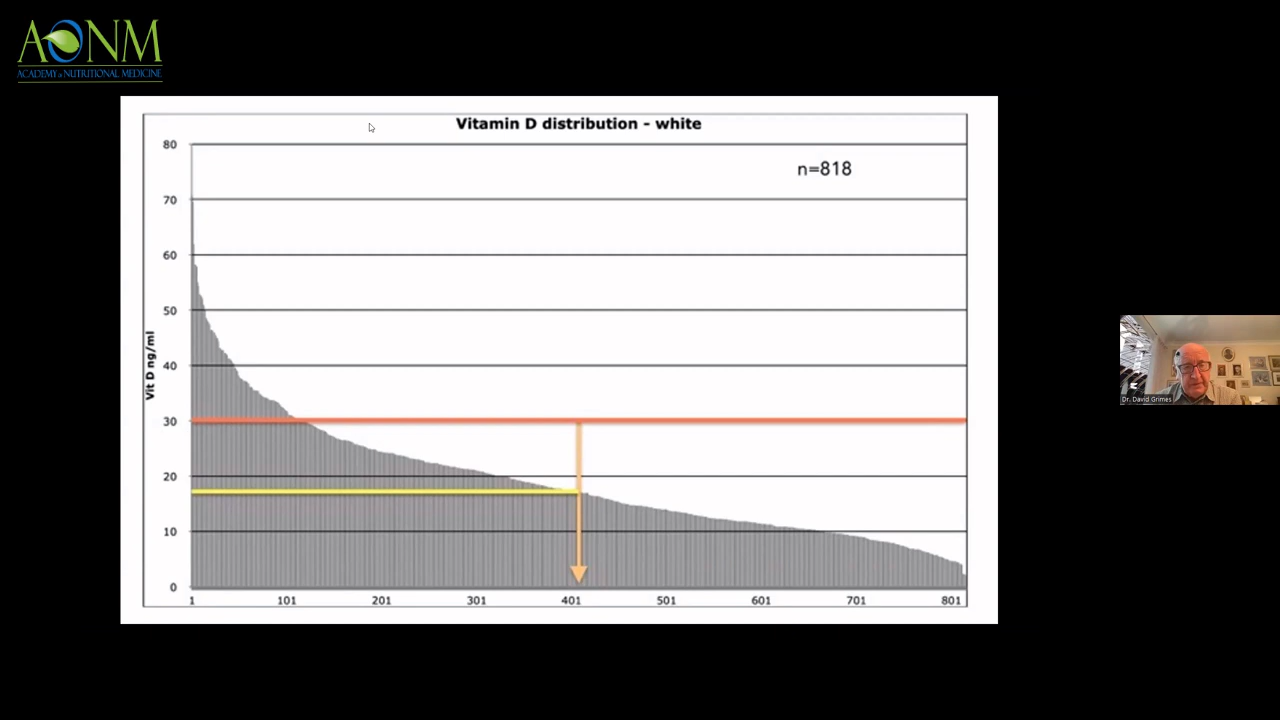 AONM
ACADEMY of NUTRITIONAL MEDICINE
Vitamin D distribution - white
n=818
Vit D ng/ml
80
70
60
50
40
30
20
10
0
1 101 201 301 401 501 601 701 801
Dr. David Grimes